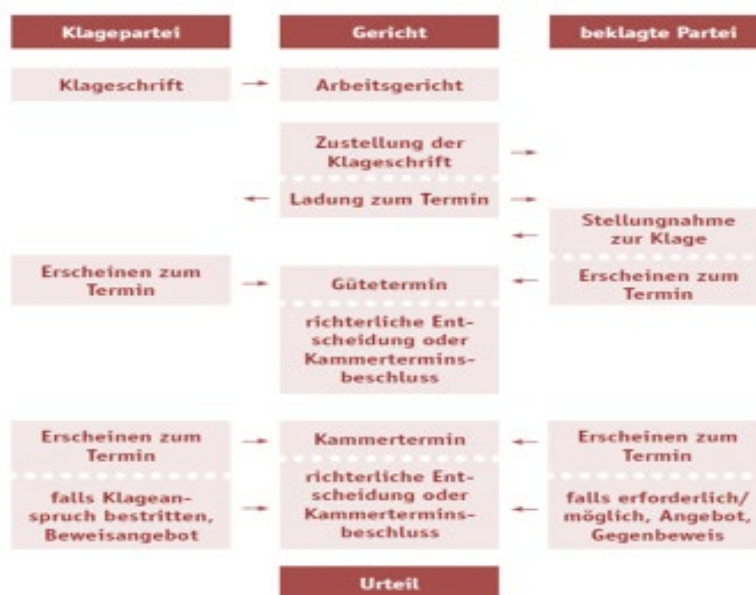 Klagepartei
Gericht
beklagte Partei
Klageschrift
Arbeitsgericht
Zustellung der
Klageschrift
Ladung zum Termin
Stellungnahme
zur Klage
Erscheinen zum
Termin
Gütetermin
Erscheinen zum
Termin
richterliche Ent-
scheidung oder
Kammertermins-
beschluss
Erscheinen zum
Termin
Kammertermin
Erscheinen zum
Termin
falls Klagean-
spruch bestritten,
Beweisangebot
richterliche Ent-
scheidung oder
Kammertermins-
beschluss
falls erforderlich/
möglich, Angebot,
Gegenbeweis
Urteil